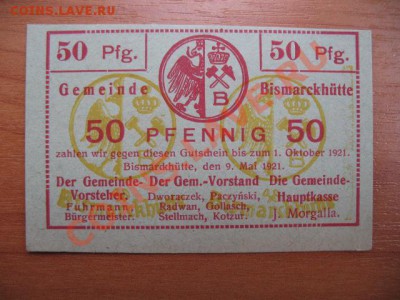 COINS.LAVE.RU
50 Pfg.
50 Pfg.
B
Gemeinde Bismarckhütte
50 PFENNIG 50
zahlen wir gegen diesen Gutschein bis zum 1. Oktober 1921.
Bismarckhütte, den 9. Mai 1921.
Der Gemeinde- Der Gem.-Vorstand Die Gemeinde-
Vorsteher: Dworaczek, Paczyński, Hauptkasse
Fuhrmann, Radwan, Gollasch, J. Morgalla.
Bürgermeister. Stellmach, Kotzur.